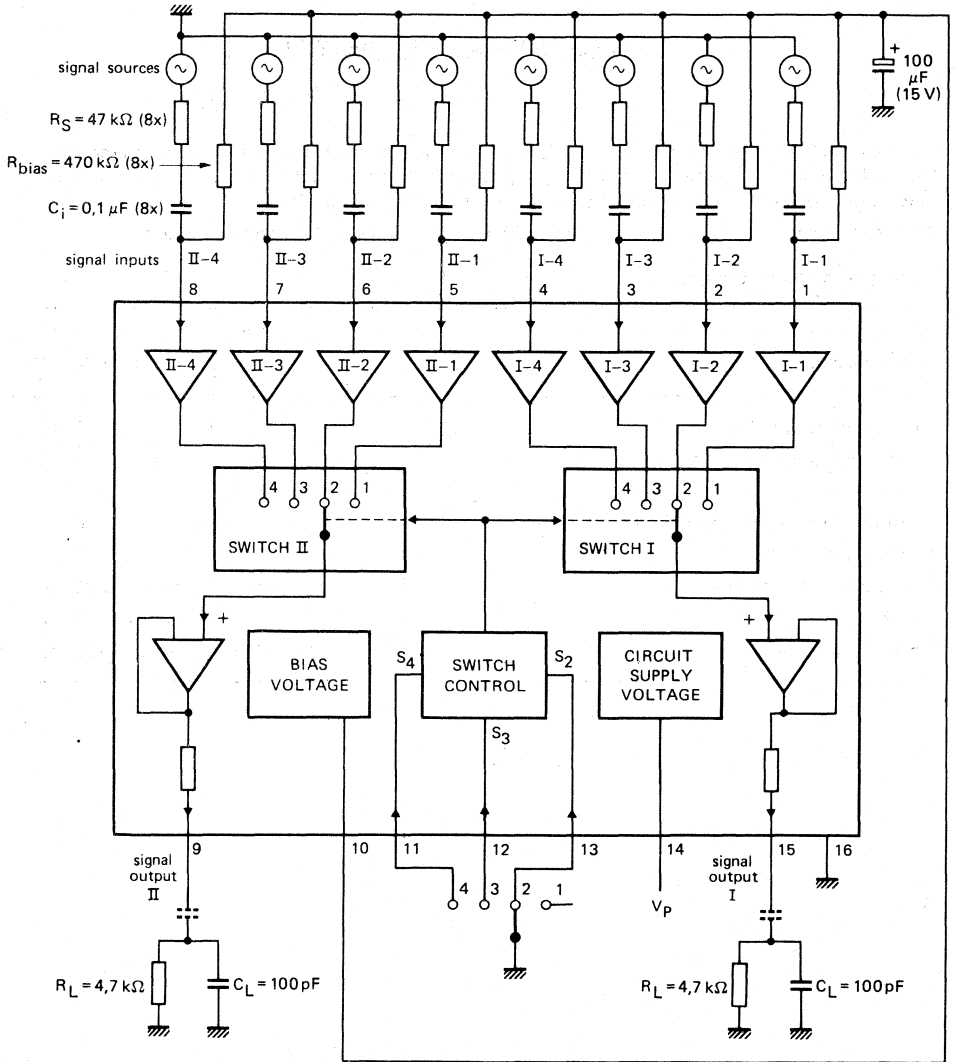 signal sources
R_S = 47 kΩ (8x)
R_bias = 470 kΩ (8x)
C_i = 0,1 μF (8x)
+ 100
μF
(15 V)
signal inputs II-4 II-3 II-2 II-1 I-4 I-3 I-2 I-1
8 7 6 5 4 3 2 1
II-4 II-3 II-2 II-1 I-4 I-3 I-2 I-1
4 3 2 1 4 3 2 1
SWITCH II SWITCH I
+ +
BIAS
VOLTAGE
S4 SWITCH
CONTROL S2
S3
CIRCUIT
SUPPLY
VOLTAGE
9 10 11 12 13 14 15 16
signal
output
II
4 3 2 1
V_P
signal
output
I
R_L = 4,7 kΩ C_L = 100 pF R_L = 4,7 kΩ C_L = 100 pF